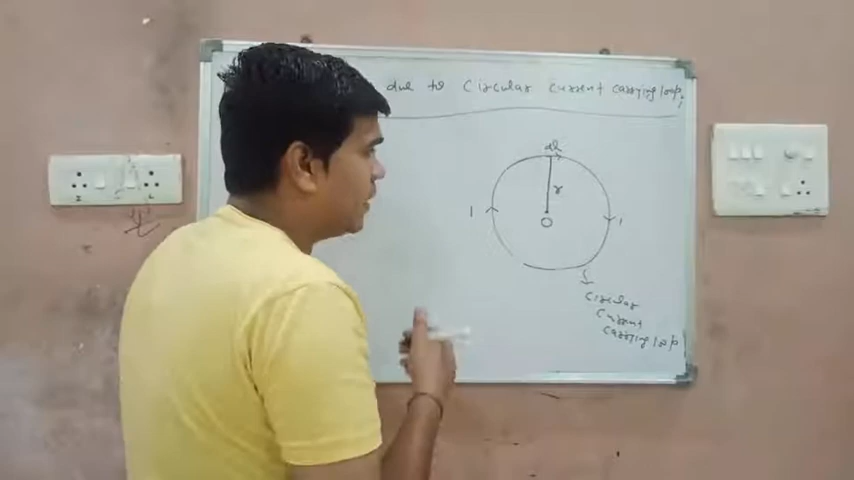 due to Circular Current Carrying loop;
dl
r
I
I
O
Circular
Current
Carrying loop